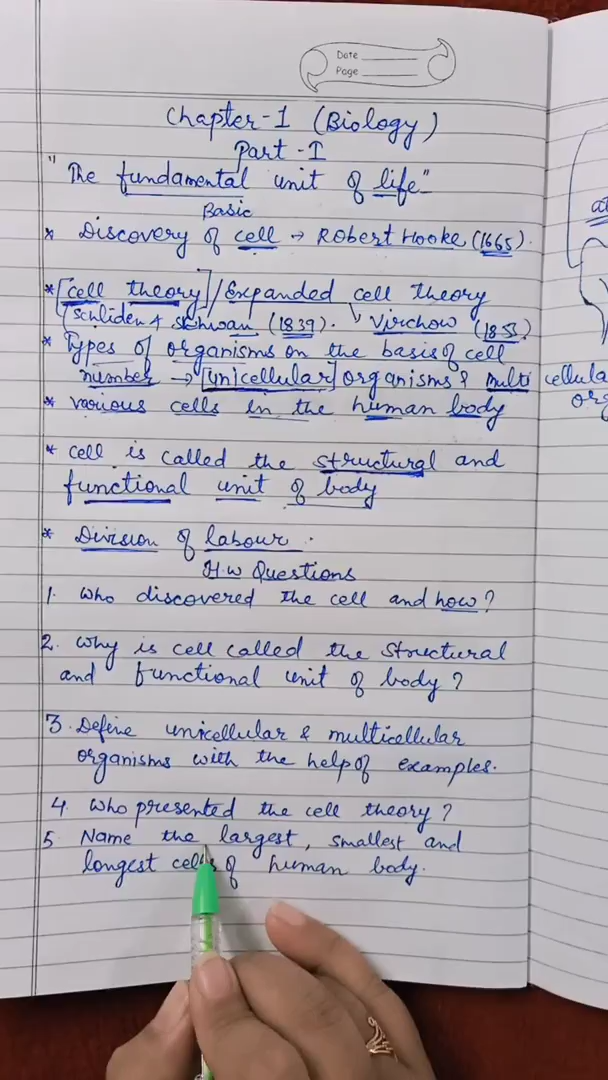 Date
Page
Chapter-1 (Biology)
Part-I
"The fundamental unit of life"
Basic
* Discovery of cell → Robert Hooke (1665).
* [cell theory]/Expanded cell theory
(Schliden & Schwan (1839). Virchow (1855)
* Types of organisms on the basis of cell
number → [unicellular] organisms & multi cellula
org
* various cells in the human body
* cell is called the structural and
functional unit of body
* Division of labour.
H.W Questions
1. Who discovered the cell and how?
2. Why is cell called the structural
and functional unit of body?
3. Define unicellular & multicellular
organisms with the help of examples.
4. Who presented the cell theory?
5. Name the largest, smallest and
longest cells of human body.